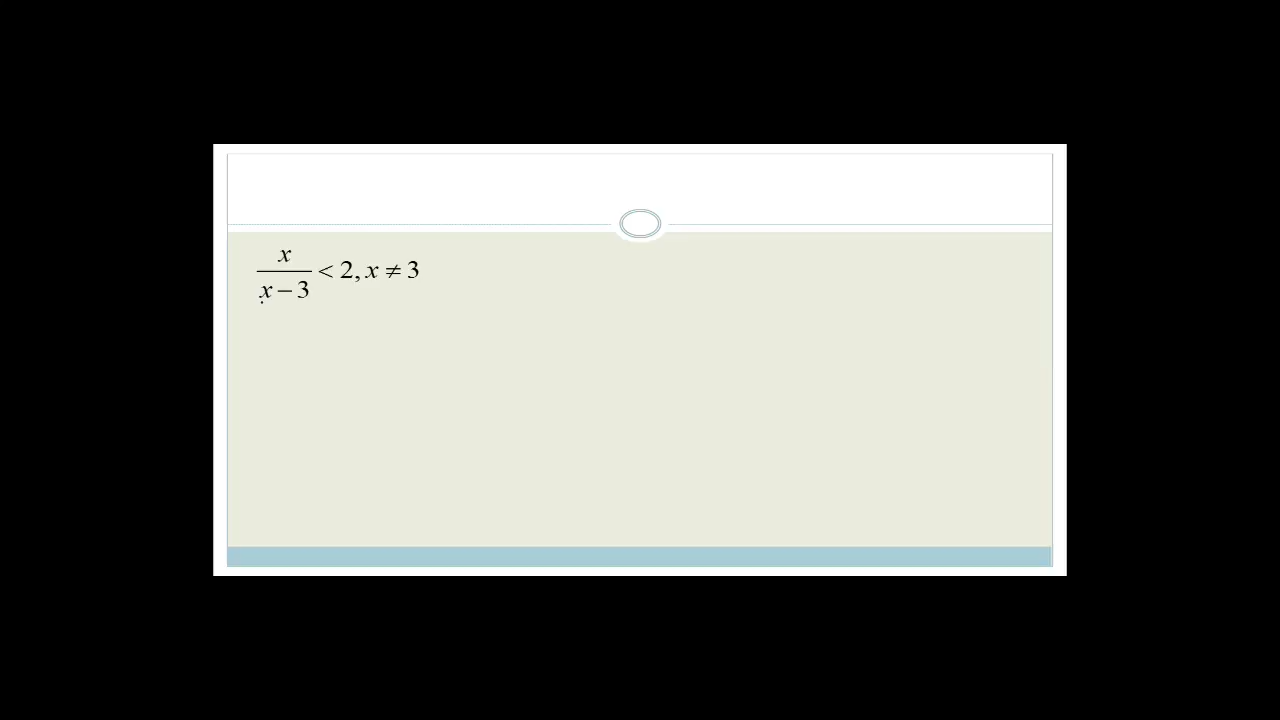 x/(x − 3) < 2, x ≠ 3